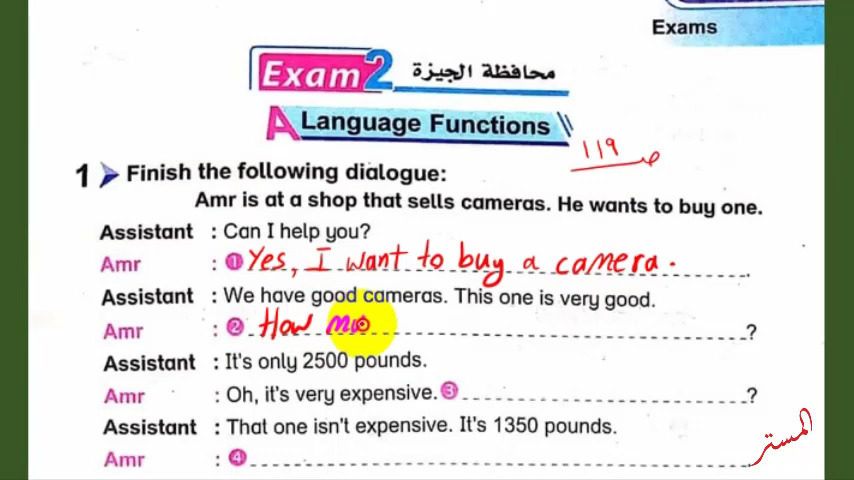 Exams
Exam 2 محافظة الجيزة
A Language Functions
ص ١١٩
1 Finish the following dialogue:
Amr is at a shop that sells cameras. He wants to buy one.
Assistant : Can I help you?
Amr : 1 Yes, I want to buy a camera.
Assistant : We have good cameras. This one is very good.
Amr : 2 How ?
Assistant : It's only 2500 pounds.
Amr : Oh, it's very expensive. 3 ?
Assistant : That one isn't expensive. It's 1350 pounds.
Amr : 4
المستر